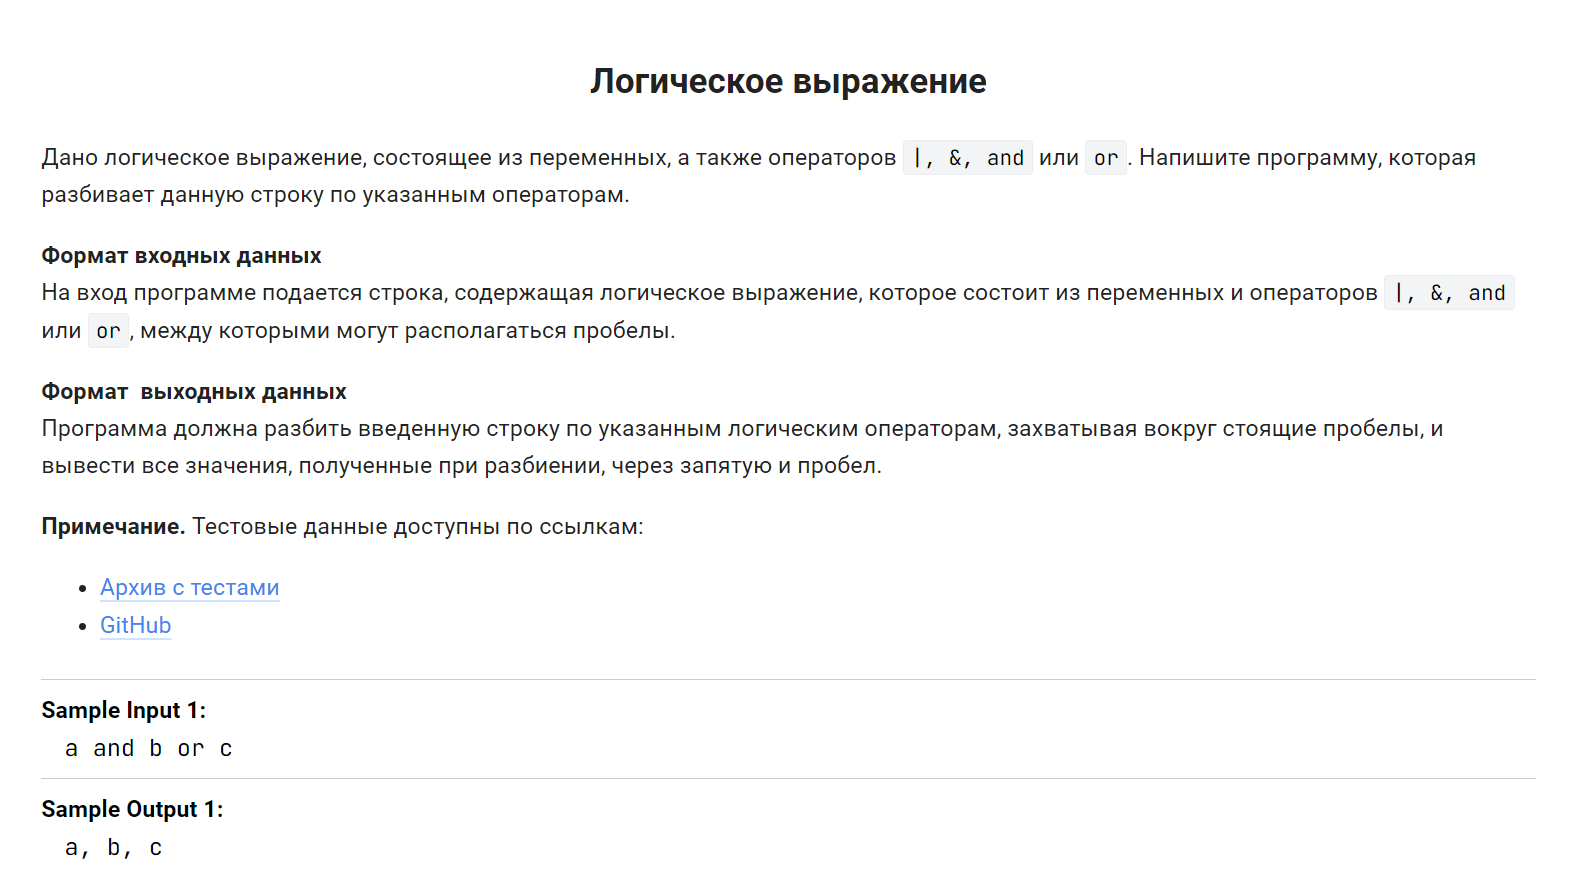 Логическое выражение
Дано логическое выражение, состоящее из переменных, а также операторов |, &, and или or. Напишите программу, которая
разбивает данную строку по указанным операторам.
Формат входных данных
На вход программе подается строка, содержащая логическое выражение, которое состоит из переменных и операторов |, &, and
или or, между которыми могут располагаться пробелы.
Формат  выходных данных
Программа должна разбить введенную строку по указанным логическим операторам, захватывая вокруг стоящие пробелы, и
вывести все значения, полученные при разбиении, через запятую и пробел.
Примечание. Тестовые данные доступны по ссылкам:
• Архив с тестами
• GitHub
Sample Input 1:
a and b or c
Sample Output 1:
a, b, c